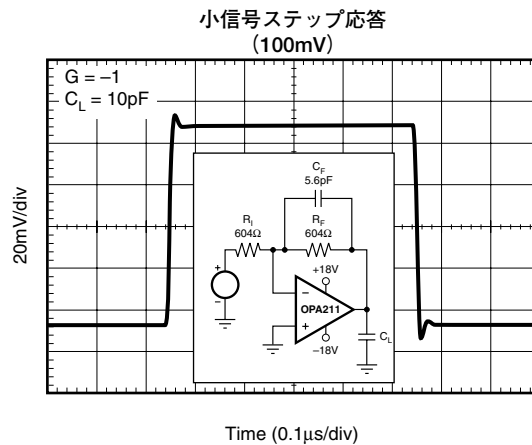 小信号ステップ応答
（100mV）
G = –1
C_L = 10pF
20mV/div
C_F
5.6pF
R_I
604Ω
R_F
604Ω
+18V
+
–
–
+
OPA211
–18V
C_L
Time (0.1μs/div)